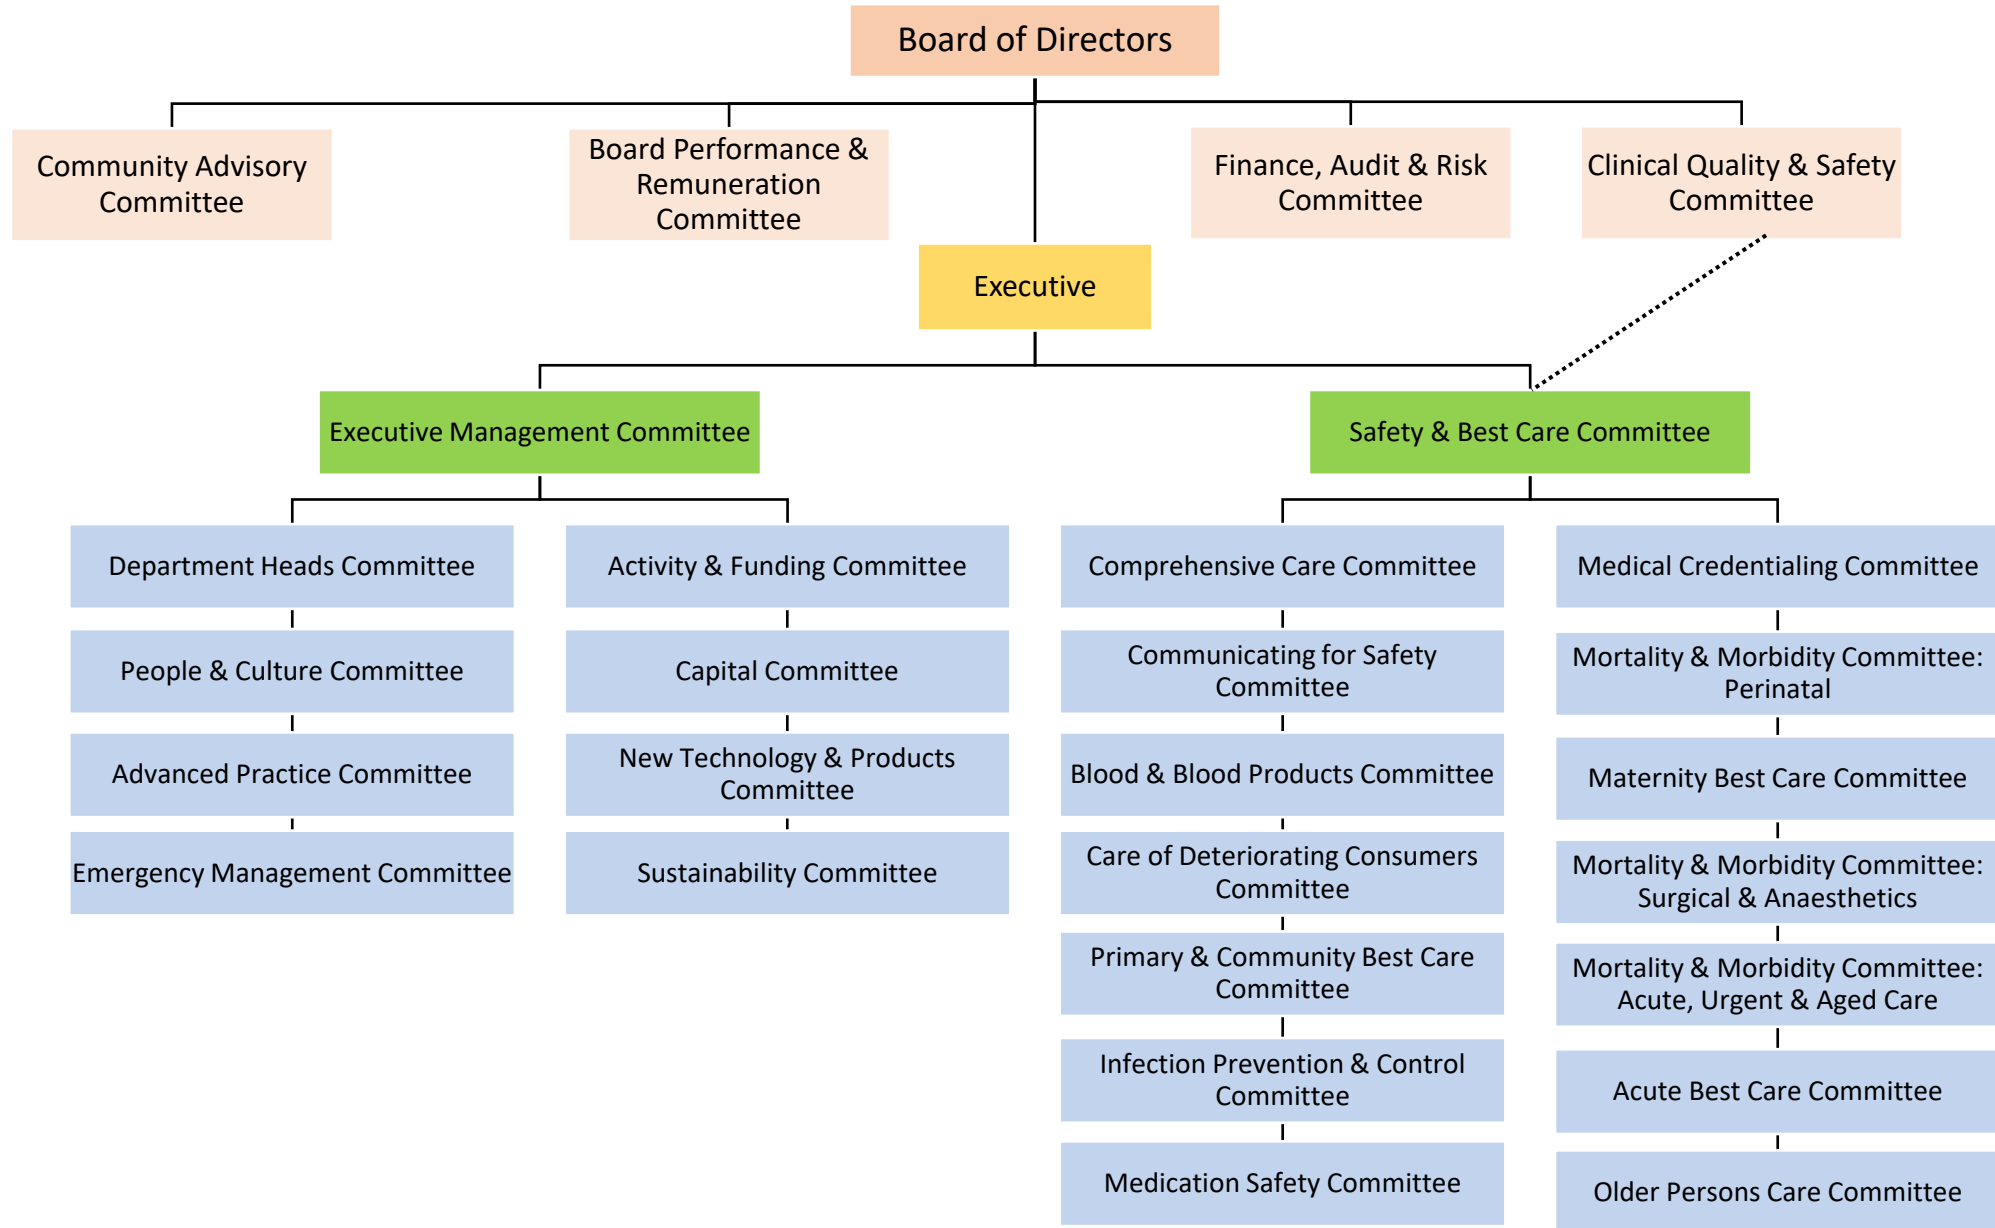 Board of Directors
Community Advisory
Committee
Board Performance &
Remuneration
Committee
Finance, Audit & Risk
Committee
Clinical Quality & Safety
Committee
Executive
Executive Management Committee
Safety & Best Care Committee
Department Heads Committee
People & Culture Committee
Advanced Practice Committee
Emergency Management Committee
Activity & Funding Committee
Capital Committee
New Technology & Products
Committee
Sustainability Committee
Comprehensive Care Committee
Communicating for Safety
Committee
Blood & Blood Products Committee
Care of Deteriorating Consumers
Committee
Primary & Community Best Care
Committee
Infection Prevention & Control
Committee
Medication Safety Committee
Medical Credentialing Committee
Mortality & Morbidity Committee:
Perinatal
Maternity Best Care Committee
Mortality & Morbidity Committee:
Surgical & Anaesthetics
Mortality & Morbidity Committee:
Acute, Urgent & Aged Care
Acute Best Care Committee
Older Persons Care Committee